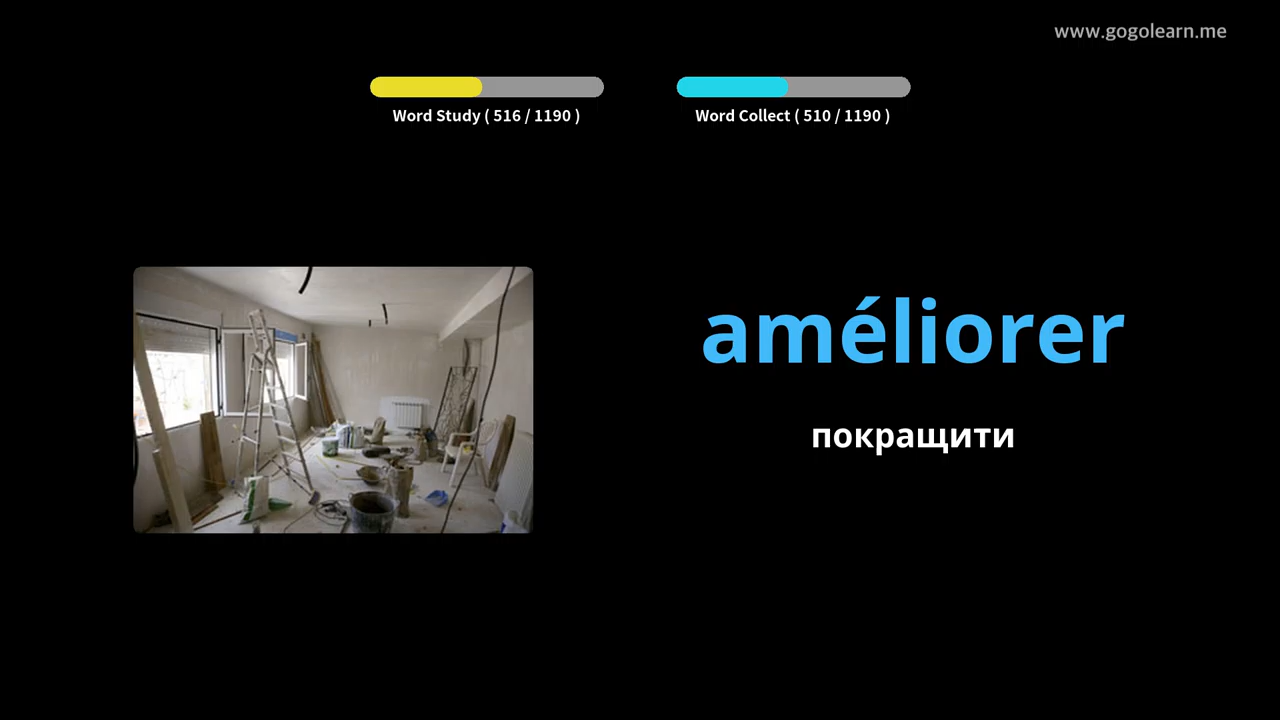 www.gogolearn.me
Word Study ( 516 / 1190 )
Word Collect ( 510 / 1190 )
améliorer
покращити